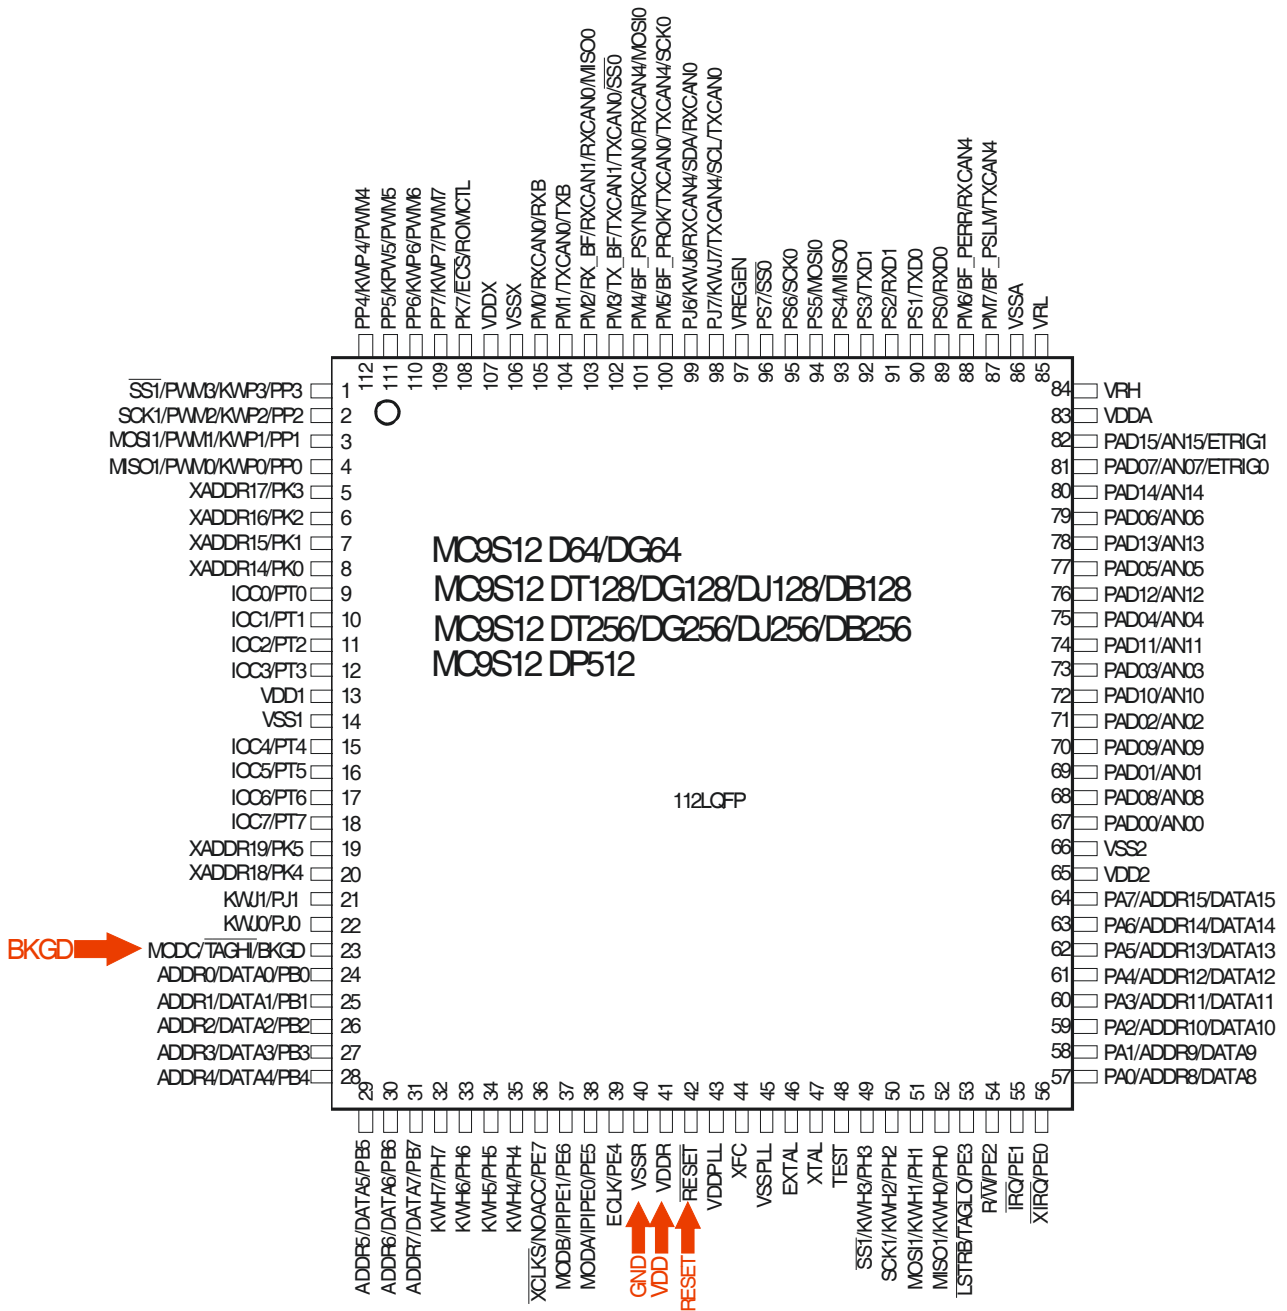 PP4/KWP4/PWM4
PP5/KPW5/PWM5
PP6/KWP6/PWM6
PP7/KWP7/PWM7
PK7/ECS/ROMCTL
VDDX
VSSX
PM0/RXCAN0/RXB
PM1/TXCAN0/TXB
PM2/RX_BF/RXCAN1/RXCAN0/MISO0
PM3/TX_BF/TXCAN1/TXCAN0/SS0
PM4/BF_PSYN/RXCAN0/RXCAN4/MOSI0
PM5/BF_PROK/TXCAN0/TXCAN4/SCK0
PJ6/KWJ6/RXCAN4/SDA/RXCAN0
PJ7/KWJ7/TXCAN4/SCL/TXCAN0
VREGEN
PS7/SS0
PS6/SCK0
PS5/MOSI0
PS4/MISO0
PS3/TXD1
PS2/RXD1
PS1/TXD0
PS0/RXD0
PM6/BF_PERR/RXCAN4
PM7/BF_PSLM/TXCAN4
VSSA
VRL
112 111 110 109 108 107 106 105 104 103 102 101 100 99 98 97 96 95 94 93 92 91 90 89 88 87 86 85
SS1/PWM3/KWP3/PP3 1
SCK1/PWM2/KWP2/PP2 2
MOSI1/PWM1/KWP1/PP1 3
MISO1/PWM0/KWP0/PP0 4
XADDR17/PK3 5
XADDR16/PK2 6
XADDR15/PK1 7
XADDR14/PK0 8
IOC0/PT0 9
IOC1/PT1 10
IOC2/PT2 11
IOC3/PT3 12
VDD1 13
VSS1 14
IOC4/PT4 15
IOC5/PT5 16
IOC6/PT6 17
IOC7/PT7 18
XADDR19/PK5 19
XADDR18/PK4 20
KWJ1/PJ1 21
KWJ0/PJ0 22
BKGD MODC/TAGHI/BKGD 23
ADDR0/DATA0/PB0 24
ADDR1/DATA1/PB1 25
ADDR2/DATA2/PB2 26
ADDR3/DATA3/PB3 27
ADDR4/DATA4/PB4 28
MC9S12 D64/DG64
MC9S12 DT128/DG128/DJ128/DB128
MC9S12 DT256/DG256/DJ256/DB256
MC9S12 DP512
112LQFP
84 VRH
83 VDDA
82 PAD15/AN15/ETRIG1
81 PAD07/AN07/ETRIG0
80 PAD14/AN14
79 PAD06/AN06
78 PAD13/AN13
77 PAD05/AN05
76 PAD12/AN12
75 PAD04/AN04
74 PAD11/AN11
73 PAD03/AN03
72 PAD10/AN10
71 PAD02/AN02
70 PAD09/AN09
69 PAD01/AN01
68 PAD08/AN08
67 PAD00/AN00
66 VSS2
65 VDD2
64 PA7/ADDR15/DATA15
63 PA6/ADDR14/DATA14
62 PA5/ADDR13/DATA13
61 PA4/ADDR12/DATA12
60 PA3/ADDR11/DATA11
59 PA2/ADDR10/DATA10
58 PA1/ADDR9/DATA9
57 PA0/ADDR8/DATA8
29 30 31 32 33 34 35 36 37 38 39 40 41 42 43 44 45 46 47 48 49 50 51 52 53 54 55 56
ADDR5/DATA5/PB5
ADDR6/DATA6/PB6
ADDR7/DATA7/PB7
KWH7/PH7
KWH6/PH6
KWH5/PH5
KWH4/PH4
XCLKS/NOACC/PE7
MODB/IPIPE1/PE6
MODA/IPIPE0/PE5
ECLK/PE4
VSSR
VDDR
RESET
VDDPLL
XFC
VSSPLL
EXTAL
XTAL
TEST
SS1/KWH3/PH3
SCK1/KWH2/PH2
MOSI1/KWH1/PH1
MISO1/KWH0/PH0
LSTRB/TAGLO/PE3
R/W/PE2
IRQ/PE1
XIRQ/PE0
GND
VDD
RESET